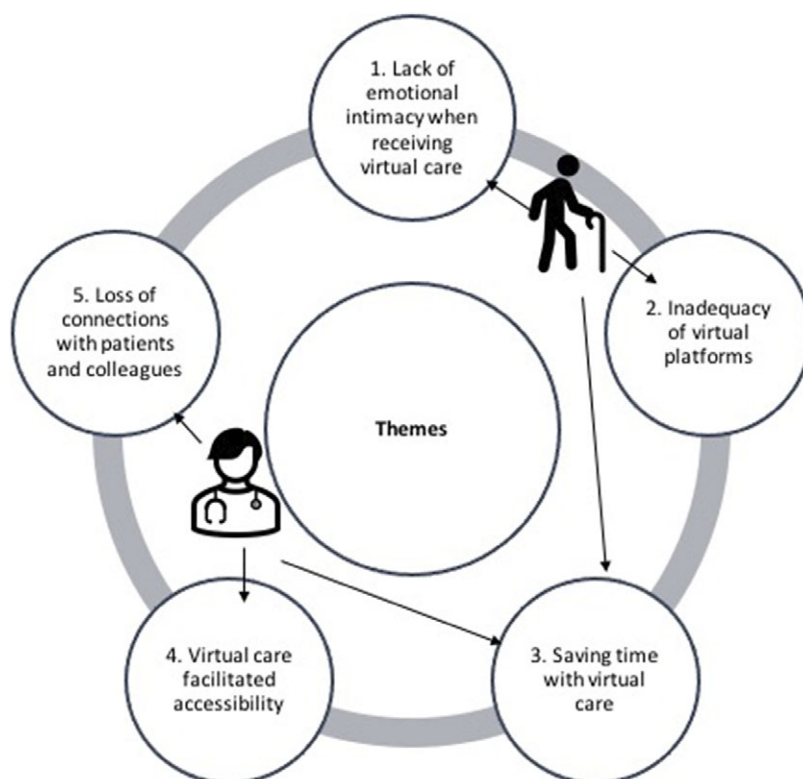 1. Lack of
emotional
intimacy when
receiving
virtual care
2. Inadequacy
of virtual
platforms
3. Saving time
with virtual
care
4. Virtual care
facilitated
accessibility
5. Loss of
connections
with patients
and colleagues
Themes